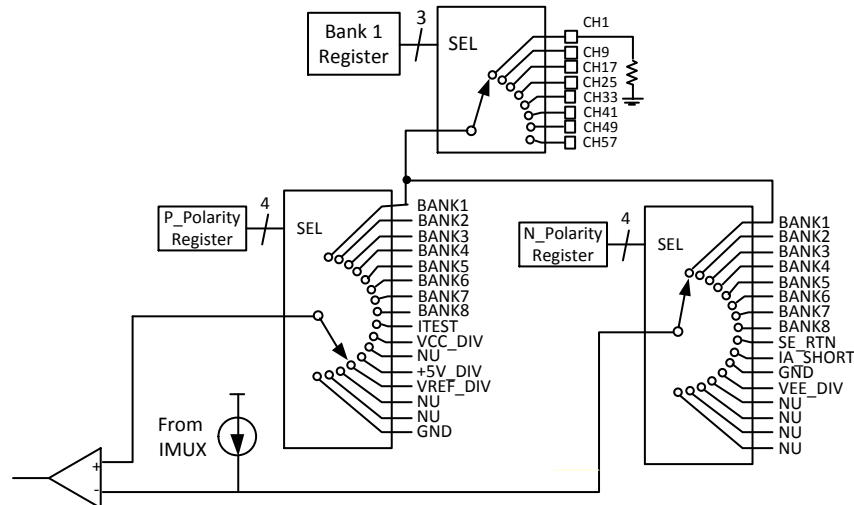 Bank 1
Register
3
SEL
CH1
CH9
CH17
CH25
CH33
CH41
CH49
CH57
P_Polarity
Register
4
SEL
BANK1
BANK2
BANK3
BANK4
BANK5
BANK6
BANK7
BANK8
ITEST
VCC_DIV
NU
+5V_DIV
VREF_DIV
NU
NU
GND
N_Polarity
Register
4
SEL
BANK1
BANK2
BANK3
BANK4
BANK5
BANK6
BANK7
BANK8
SE_RTN
IA_SHORT
GND
VEE_DIV
NU
NU
NU
NU
From
IMUX
+
-